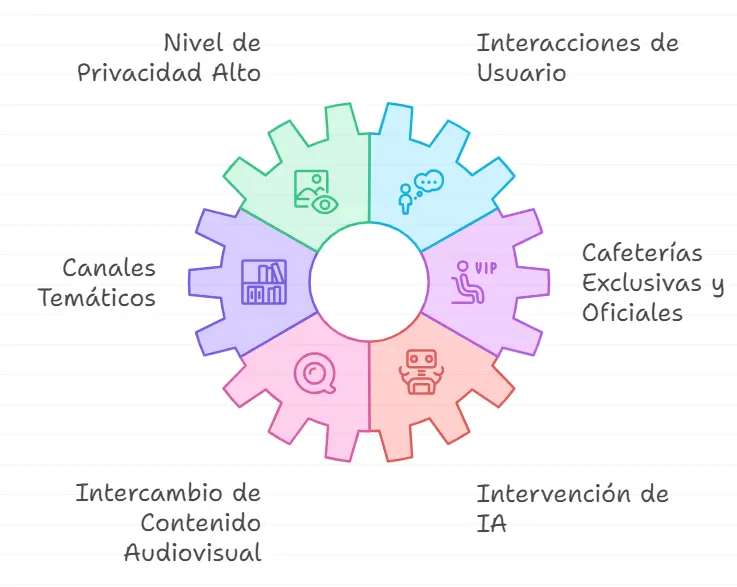 Nivel de
Privacidad Alto
Interacciones de
Usuario
VIP
Cafeterías
Exclusivas y
Oficiales
Canales
Temáticos
Intercambio de
Contenido
Audiovisual
Intervención de
IA